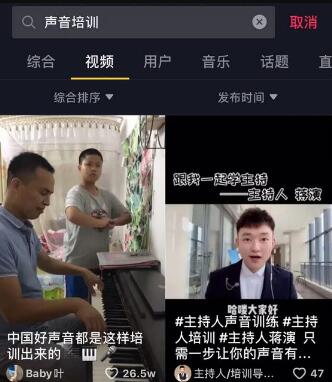 声音培训
取消
综合 视频 用户 音乐 话题
综合排序 发布时间
中国好声音都是这样培
训出来的
Baby叶 26.5w
跟我一起学主持
——主持人 蒋演
哈喽大家好
#主持人声音训练 #主持
人培训 #主持人蒋演 只
需一步让你的声音有...
主持人/培训导... 47